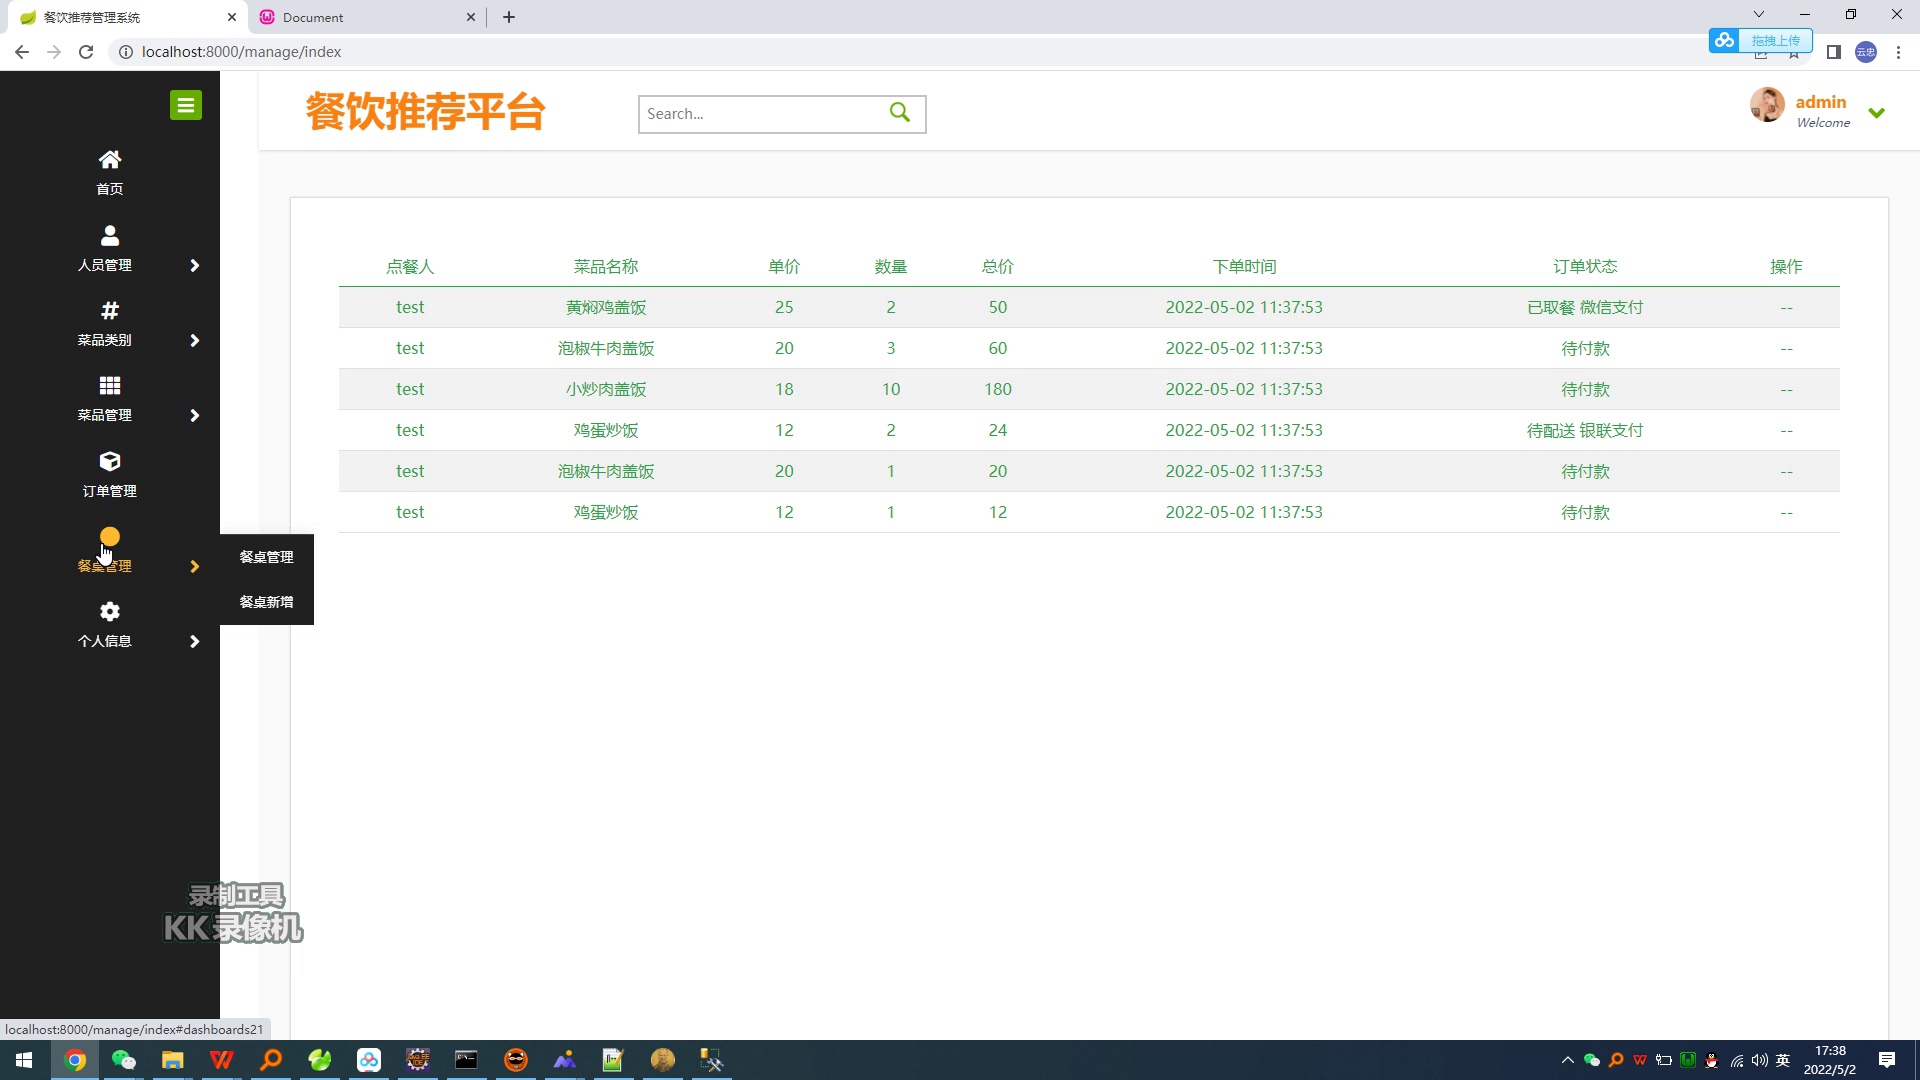 餐饮推荐管理系统
Document
localhost:8000/manage/index
拖拽上传
云忠
餐饮推荐平台
Search...
admin
Welcome
首页
人员管理
菜品类别
菜品管理
订单管理
餐桌管理
个人信息
餐桌管理
餐桌新增
点餐人 菜品名称 单价 数量 总价 下单时间 订单状态 操作
test 黄焖鸡盖饭 25 2 50 2022-05-02 11:37:53 已取餐 微信支付 --
test 泡椒牛肉盖饭 20 3 60 2022-05-02 11:37:53 待付款 --
test 小炒肉盖饭 18 10 180 2022-05-02 11:37:53 待付款 --
test 鸡蛋炒饭 12 2 24 2022-05-02 11:37:53 待配送 银联支付 --
test 泡椒牛肉盖饭 20 1 20 2022-05-02 11:37:53 待付款 --
test 鸡蛋炒饭 12 1 12 2022-05-02 11:37:53 待付款 --
录制工具
KK录像机
localhost:8000/manage/index#dashboards21
英
17:38
2022/5/2